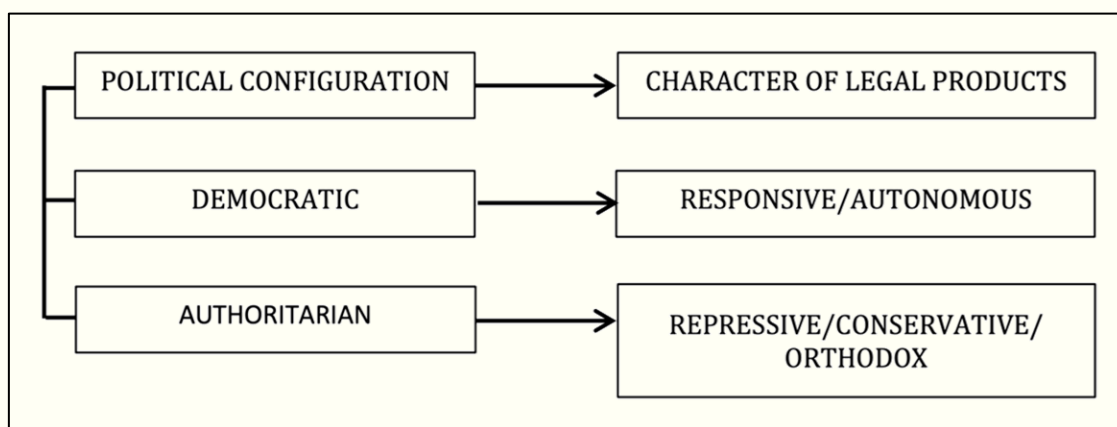 POLITICAL CONFIGURATION
CHARACTER OF LEGAL PRODUCTS
DEMOCRATIC
RESPONSIVE/AUTONOMOUS
AUTHORITARIAN
REPRESSIVE/CONSERVATIVE/
ORTHODOX